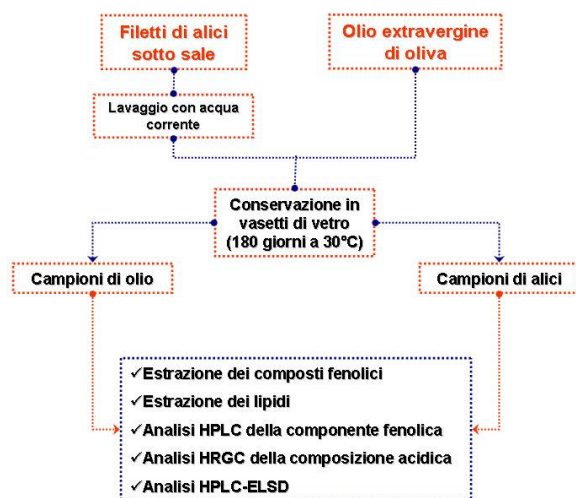 Filetti di alici
sotto sale
Olio extravergine
di oliva
Lavaggio con acqua
corrente
Conservazione in
vasetti di vetro
(180 giorni a 30°C)
Campioni di olio
Campioni di alici
✓Estrazione dei composti fenolici
✓Estrazione dei lipidi
✓Analisi HPLC della componente fenolica
✓Analisi HRGC della composizione acidica
✓Analisi HPLC-ELSD